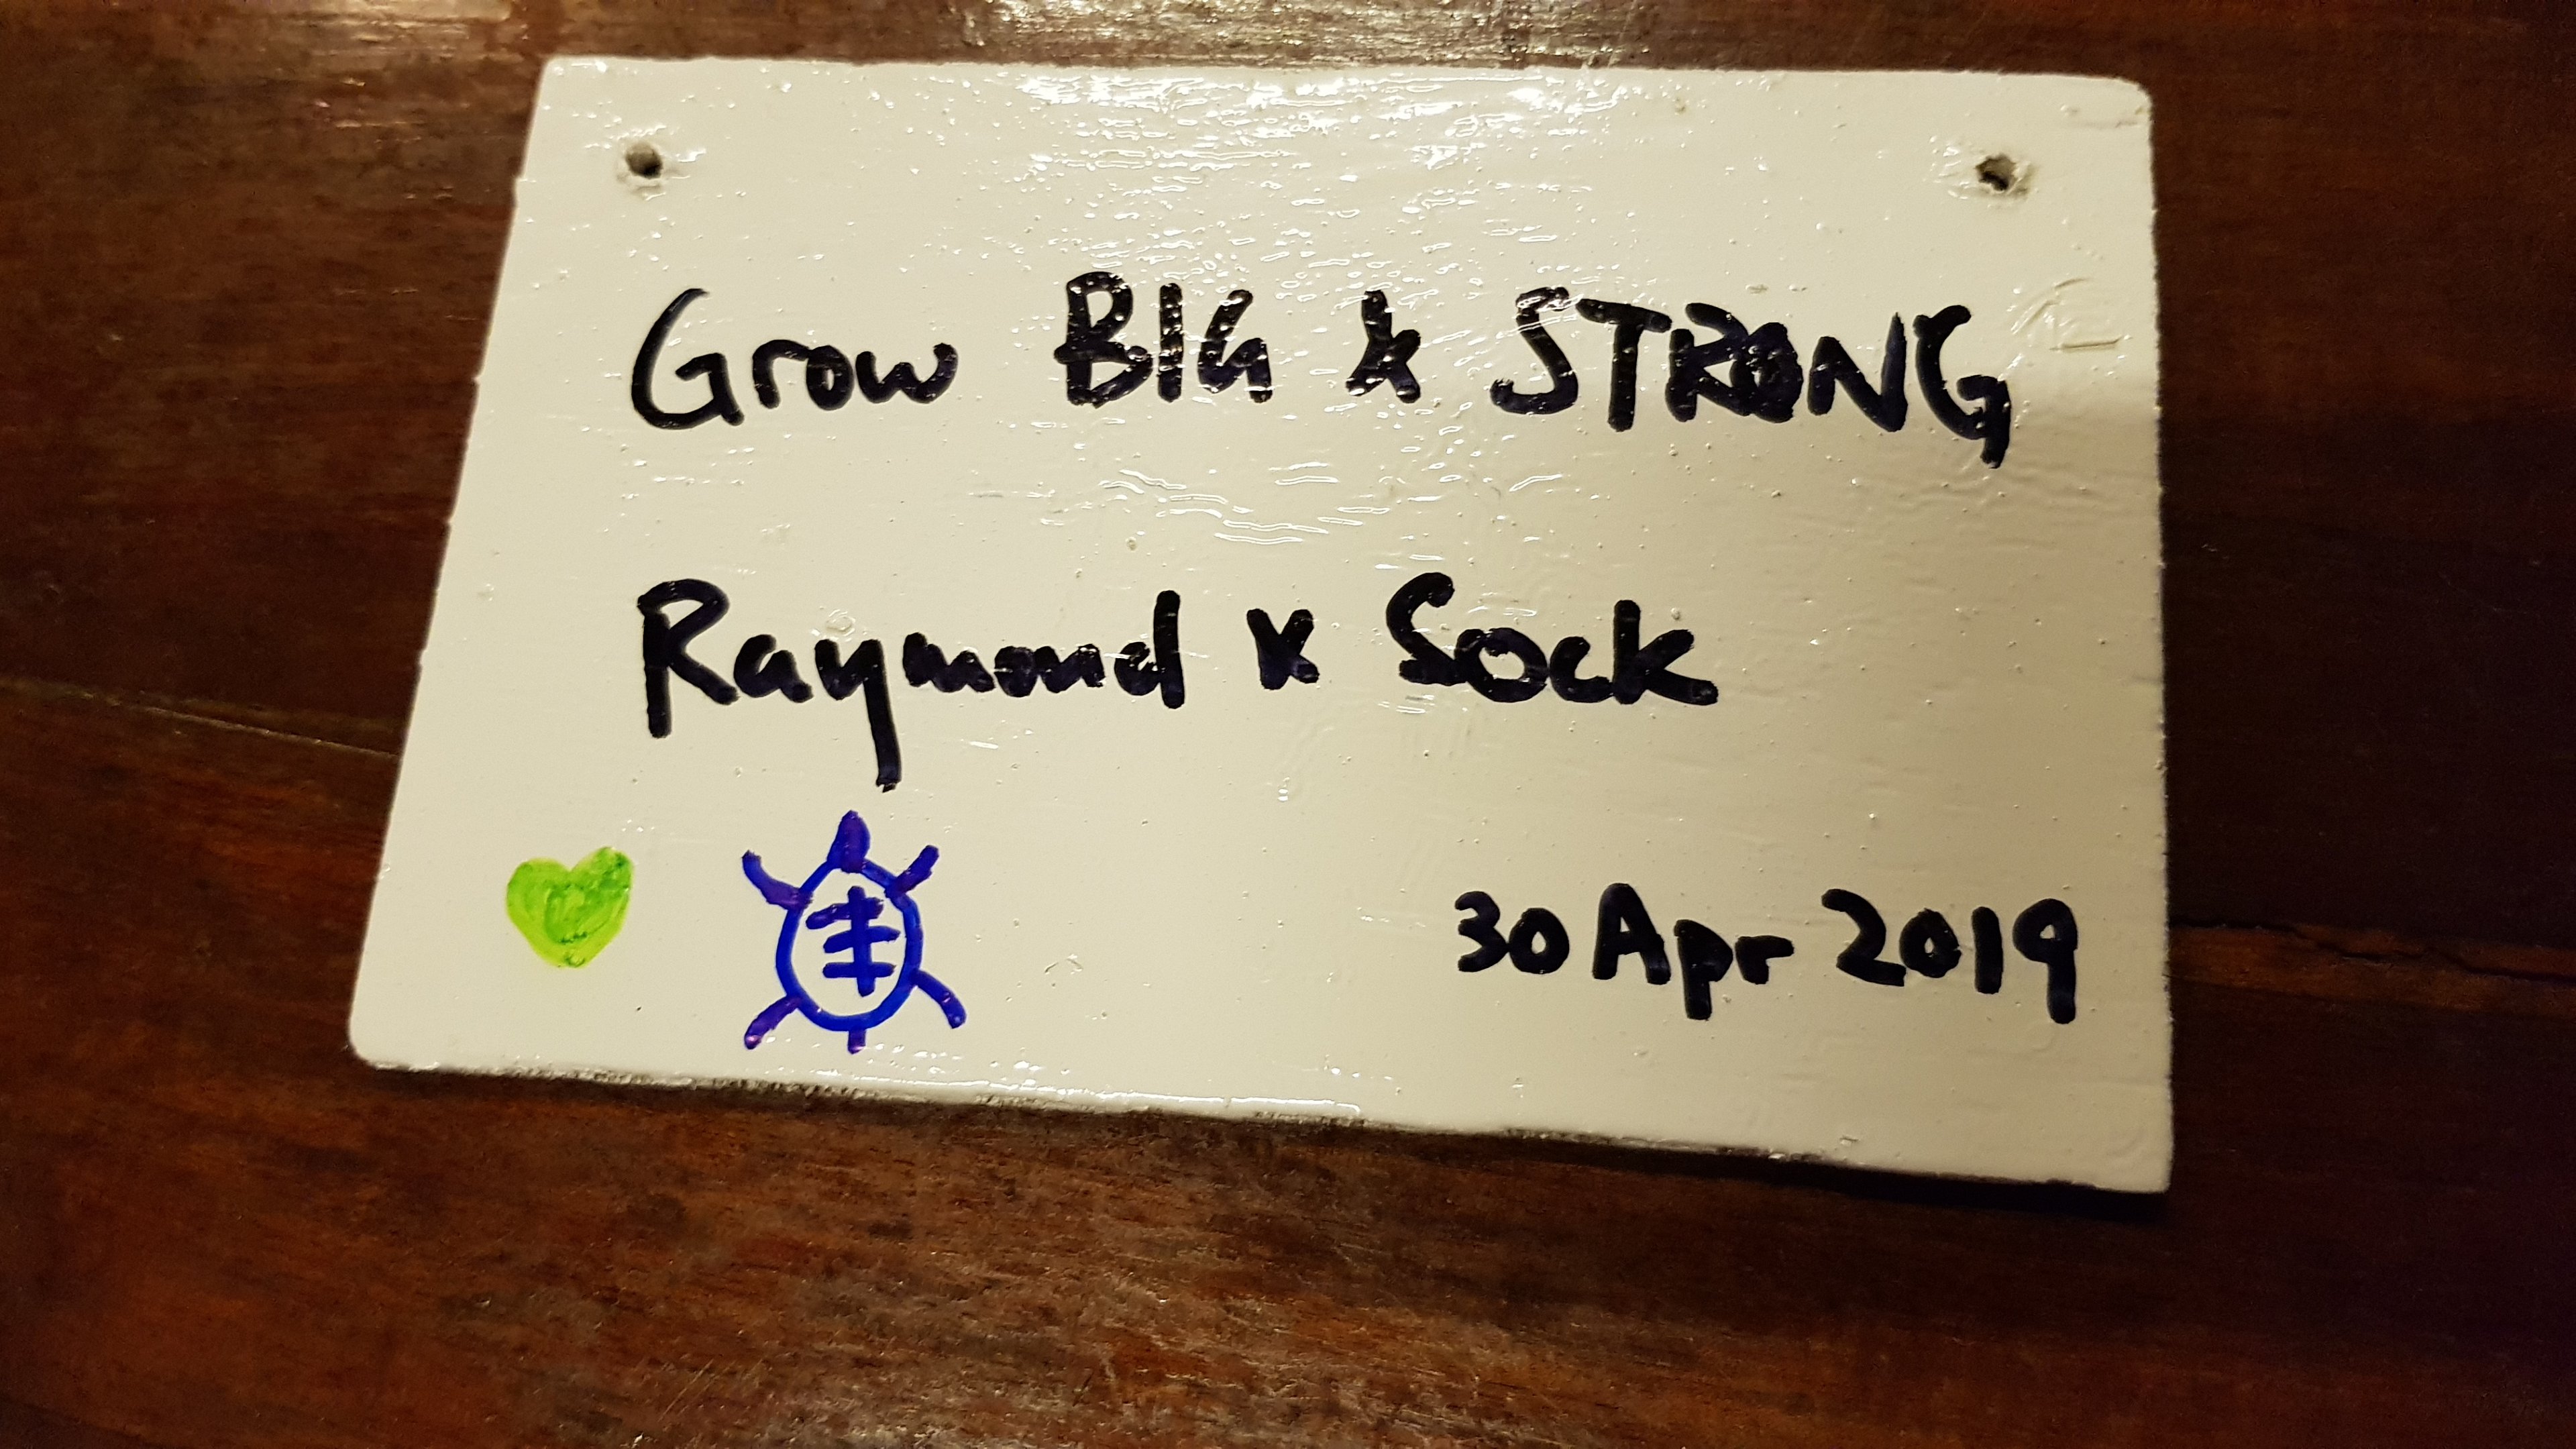 Grow BIG & STRONG
Raymond x Sock
30 Apr 2019